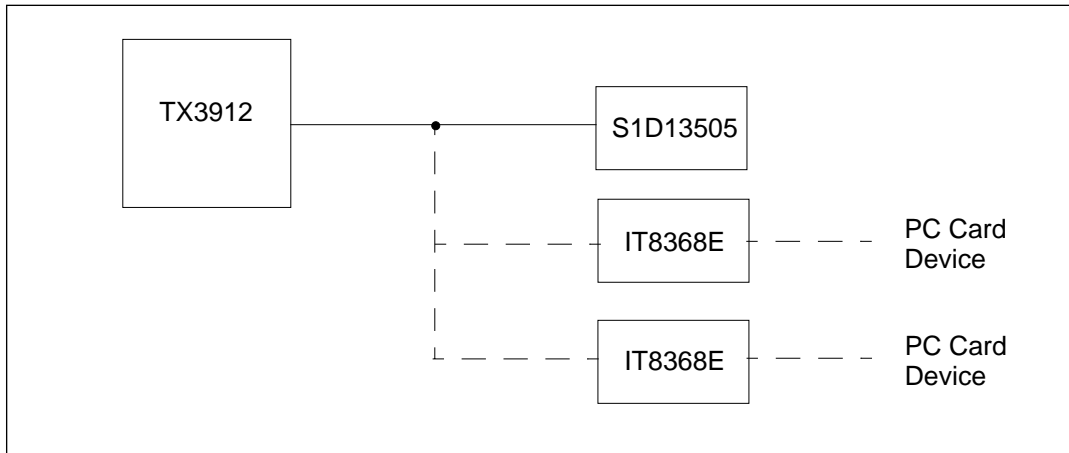 TX3912
S1D13505
IT8368E
PC Card
Device
IT8368E
PC Card
Device